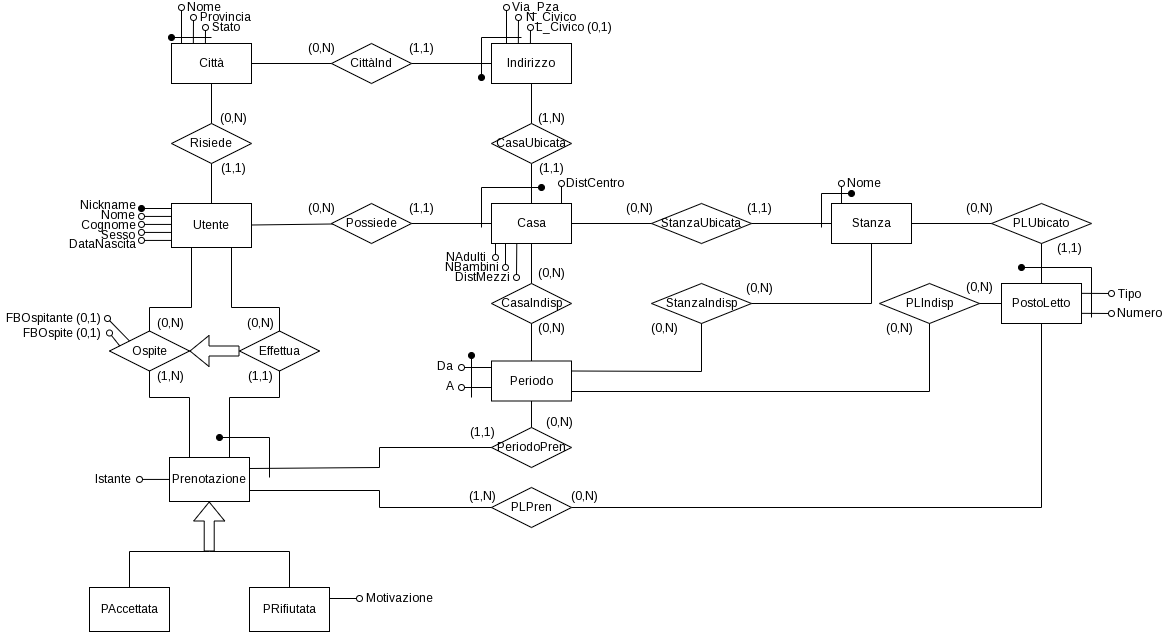 Nome
Provincia
Stato
Via_Pza
N_Civico
L_Civico (0,1)
Città
(0,N)
CittàInd
(1,1)
Indirizzo
(0,N)
Risiede
(1,1)
(1,N)
CasaUbicata
(1,1)
DistCentro
Nome
Nickname
Nome
Cognome
Sesso
DataNascita
Utente
(0,N)
Possiede
(1,1)
Casa
(0,N)
StanzaUbicata
(1,1)
Stanza
(0,N)
PLUbicato
(1,1)
NAdulti
NBambini
DistMezzi
(0,N)
CasaIndisp
(0,N)
(0,N)
StanzaIndisp
(0,N)
(0,N)
PLIndisp
(0,N)
PostoLetto
Tipo
Numero
FBOspitante (0,1)
FBOspite (0,1)
(0,N)
Ospite
(1,N)
(0,N)
Effettua
(1,1)
Da
A
Periodo
(0,N)
PeriodoPren
(1,1)
Istante
Prenotazione
(1,N)
PLPren
(0,N)
PAccettata
PRifiutata
Motivazione